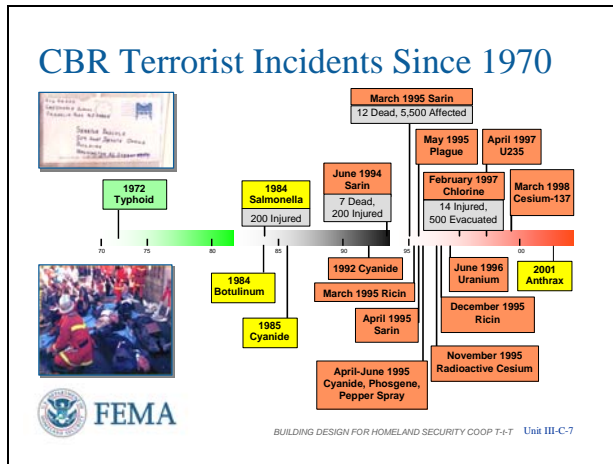 CBR Terrorist Incidents Since 1970
March 1995 Sarin
12 Dead, 5,500 Affected
May 1995
Plague
April 1997
U235
June 1994
Sarin
7 Dead,
200 Injured
February 1997
Chlorine
14 Injured,
500 Evacuated
March 1998
Cesium-137
1972
Typhoid
1984
Salmonella
200 Injured
70
75
80
85
90
95
00
1984
Botulinum
1992 Cyanide
June 1996
Uranium
2001
Anthrax
March 1995 Ricin
1985
Cyanide
April 1995
Sarin
December 1995
Ricin
April-June 1995
Cyanide, Phosgene,
Pepper Spray
November 1995
Radioactive Cesium
FEMA
BUILDING DESIGN FOR HOMELAND SECURITY COOP T-t-T Unit III-C-7